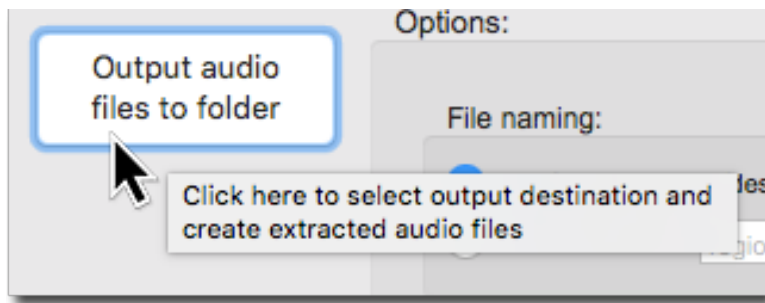 Options:
Output audio
files to folder
File naming:
Click here to select output destination and
create extracted audio files